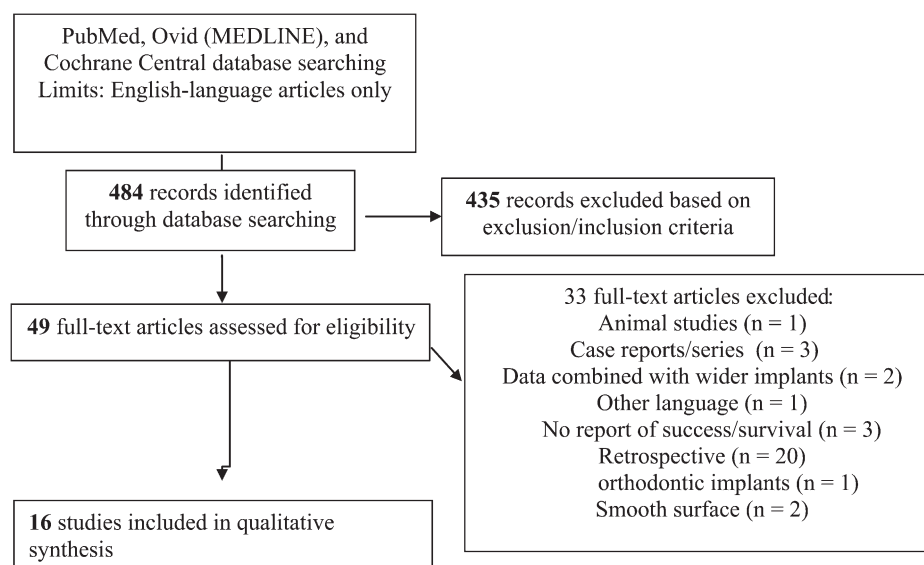 PubMed, Ovid (MEDLINE), and
Cochrane Central database searching
Limits: English-language articles only
484 records identified
through database searching
435 records excluded based on
exclusion/inclusion criteria
49 full-text articles assessed for eligibility
33 full-text articles excluded:
Animal studies (n = 1)
Case reports/series (n = 3)
Data combined with wider implants (n = 2)
Other language (n = 1)
No report of success/survival (n = 3)
Retrospective (n = 20)
orthodontic implants (n = 1)
Smooth surface (n = 2)
16 studies included in qualitative
synthesis